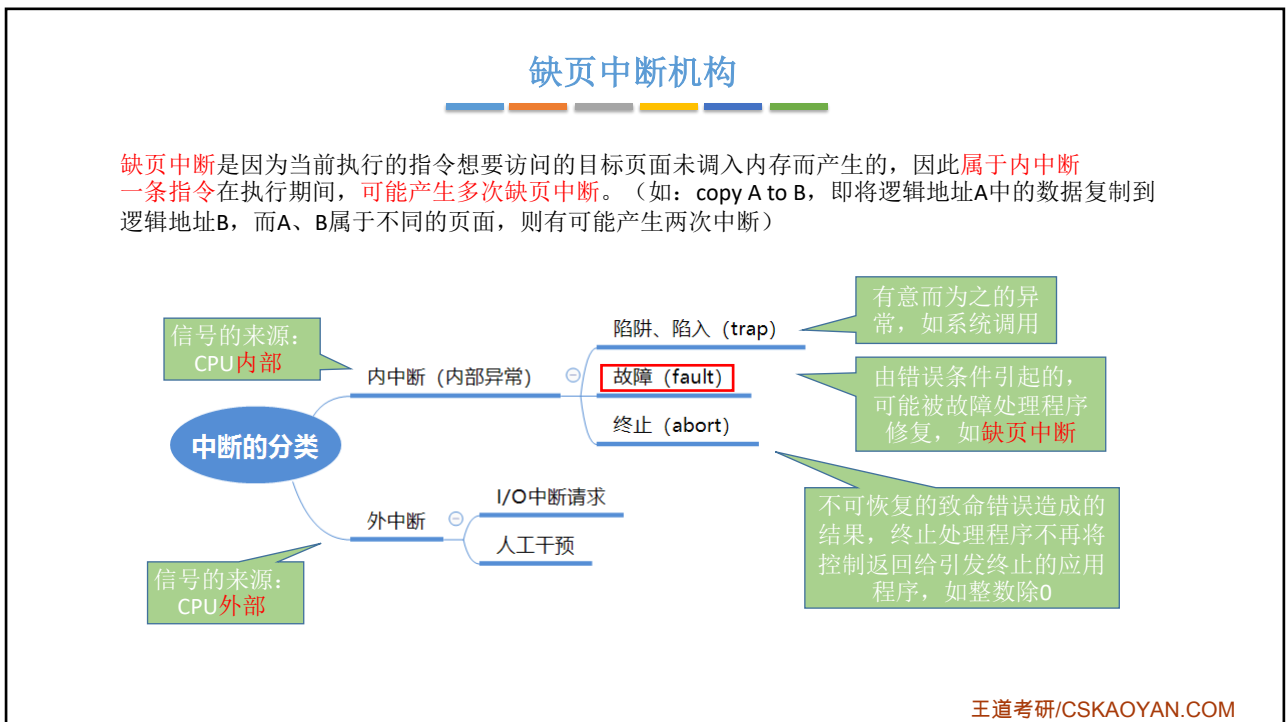 缺页中断机构
缺页中断是因为当前执行的指令想要访问的目标页面未调入内存而产生的，因此属于内中断
一条指令在执行期间，可能产生多次缺页中断。（如：copy A to B，即将逻辑地址A中的数据复制到
逻辑地址B，而A、B属于不同的页面，则有可能产生两次中断）
有意而为之的异
常，如系统调用
信号的来源：
CPU内部
陷阱、陷入（trap）
内中断（内部异常）
故障（fault）
由错误条件引起的，
可能被故障处理程序
修复，如缺页中断
终止（abort）
中断的分类
I/O中断请求
外中断
人工干预
不可恢复的致命错误造成的
结果，终止处理程序不再将
控制返回给引发终止的应用
程序，如整数除0
信号的来源：
CPU外部
王道考研/CSKAOYAN.COM